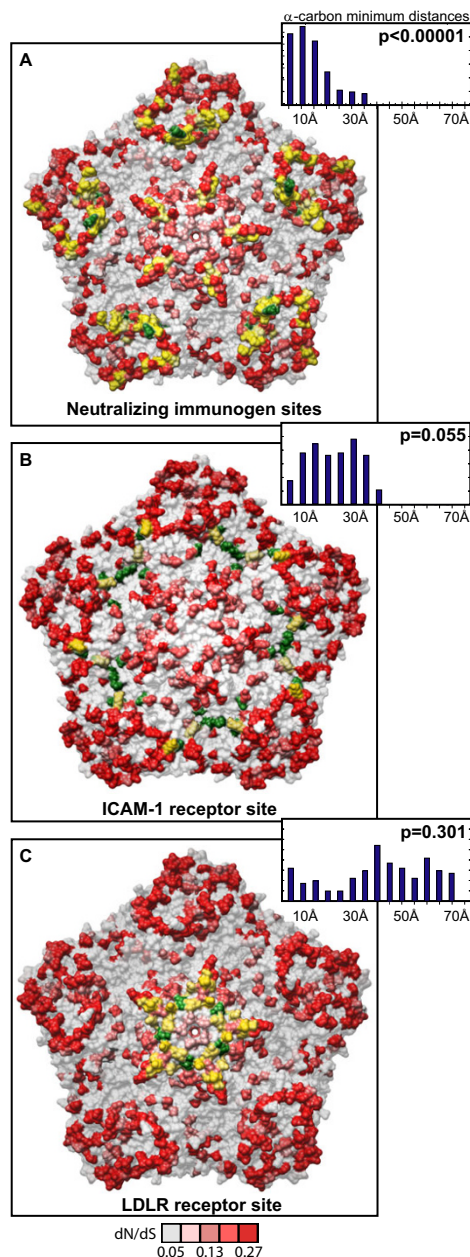 α-carbon minimum distances
p<0.00001
A
10Å 30Å 50Å 70Å
Neutralizing immunogen sites
p=0.055
B
10Å 30Å 50Å 70Å
ICAM-1 receptor site
p=0.301
C
10Å 30Å 50Å 70Å
LDLR receptor site
dN/dS
0.05 0.13 0.27